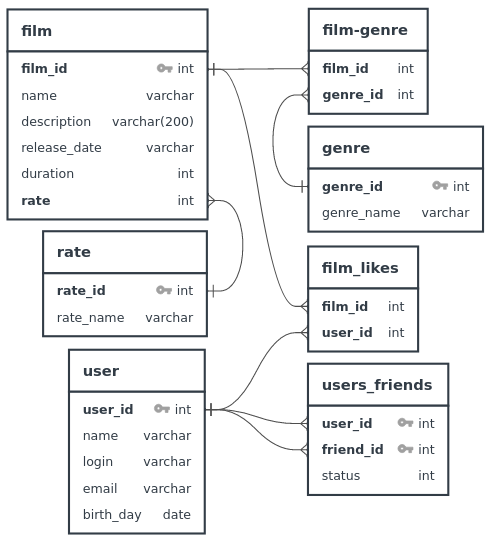 film
film_id int
name varchar
description varchar(200)
release_date varchar
duration int
rate int
rate
rate_id int
rate_name varchar
user
user_id int
name varchar
login varchar
email varchar
birth_day date
film-genre
film_id int
genre_id int
genre
genre_id int
genre_name varchar
film_likes
film_id int
user_id int
users_friends
user_id int
friend_id int
status int